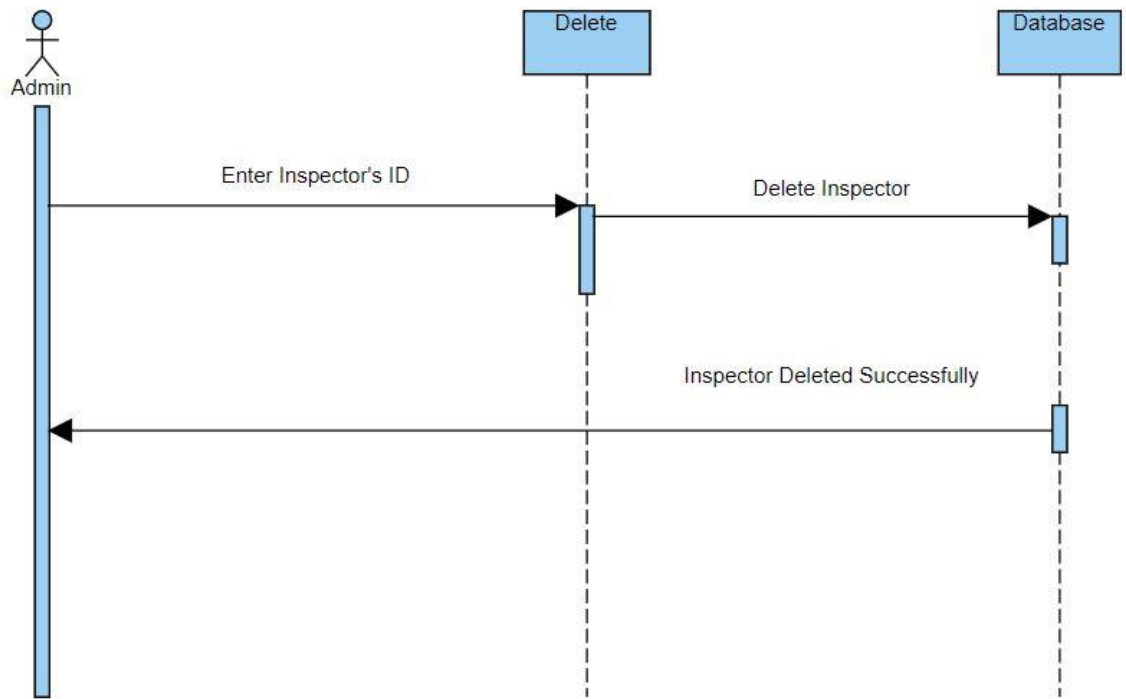 Delete
Database
Admin
Enter Inspector's ID
Delete Inspector
Inspector Deleted Successfully